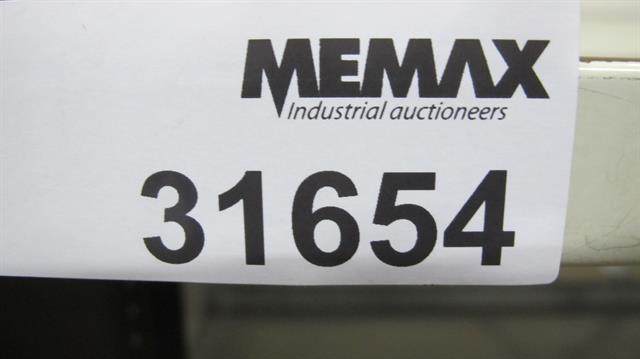 MEMAX
Industrial auctioneers
31654